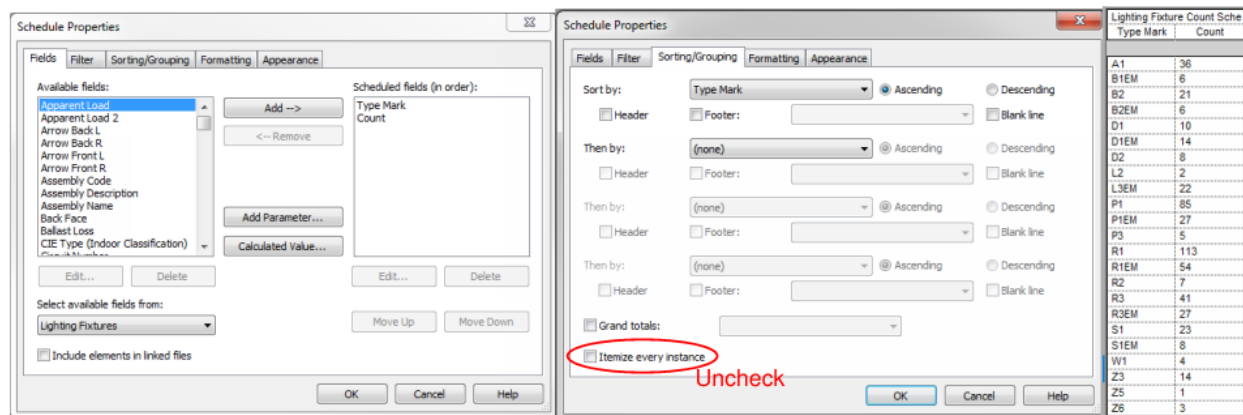 Schedule Properties
Fields Filter Sorting/Grouping Formatting Appearance
Available fields:
Apparent Load
Apparent Load 2
Arrow Back L
Arrow Back R
Arrow Front L
Arrow Front R
Assembly Code
Assembly Description
Assembly Name
Back Face
Ballast Loss
CIE Type (Indoor Classification)
Add -->
<-- Remove
Add Parameter...
Calculated Value...
Scheduled fields (in order):
Type Mark
Count
Edit... Delete
Edit... Delete
Select available fields from:
Lighting Fixtures
Move Up Move Down
Include elements in linked files
OK Cancel Help
Schedule Properties
Fields Filter Sorting/Grouping Formatting Appearance
Sort by: Type Mark Ascending Descending
Header Footer: Blank line
Then by: (none) Ascending Descending
Header Footer: Blank line
Then by: (none) Ascending Descending
Header Footer: Blank line
Then by: (none) Ascending Descending
Header Footer: Blank line
Grand totals:
Itemize every instance
Uncheck
OK Cancel Help
Lighting Fixture Count Sche
Type Mark Count
A1 36
B1EM 6
B2 21
B2EM 6
D1 10
D1EM 14
D2 8
L2 2
L3EM 22
P1 85
P1EM 27
P3 5
R1 113
R1EM 54
R2 7
R3 41
R3EM 27
S1 23
S1EM 8
W1 4
Z3 14
Z5 1
Z6 3